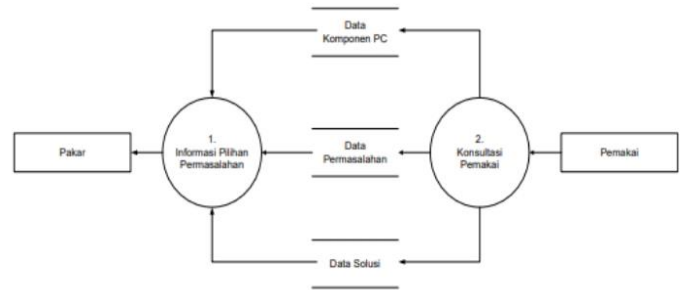 Data
Komponen PC
Pakar
1.
Informasi Pilihan
Permasalahan
Data
Permasalahan
2.
Konsultasi
Pemakai
Pemakai
Data Solusi